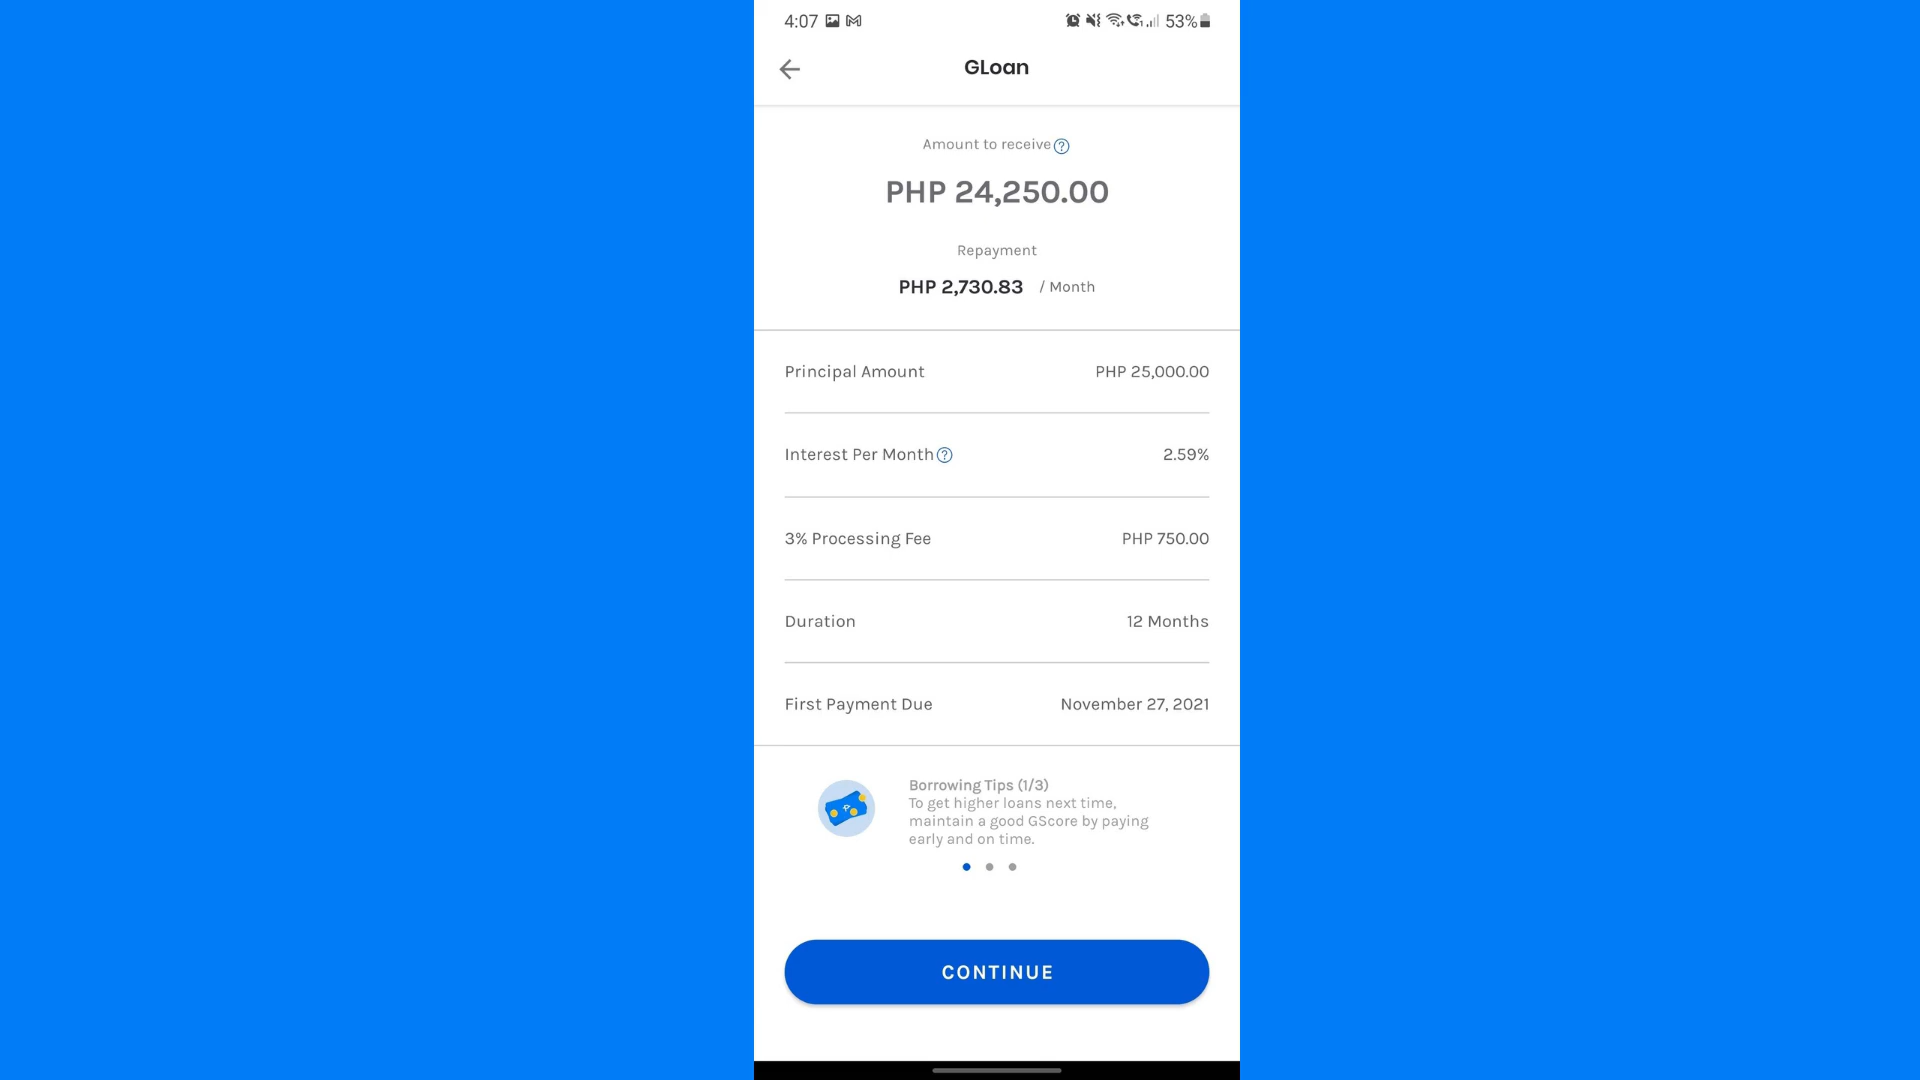 4:07 53%
GLoan
Amount to receive
PHP 24,250.00
Repayment
PHP 2,730.83 / Month
Principal Amount PHP 25,000.00
Interest Per Month 2.59%
3% Processing Fee PHP 750.00
Duration 12 Months
First Payment Due November 27, 2021
Borrowing Tips (1/3)
To get higher loans next time,
maintain a good GScore by paying
early and on time.
CONTINUE